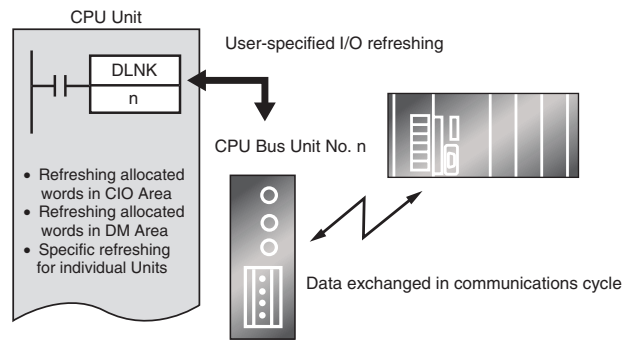 CPU Unit
User-specified I/O refreshing
DLNK
n
CPU Bus Unit No. n
• Refreshing allocated
words in CIO Area
• Refreshing allocated
words in DM Area
• Specific refreshing
for individual Units
Data exchanged in communications cycle